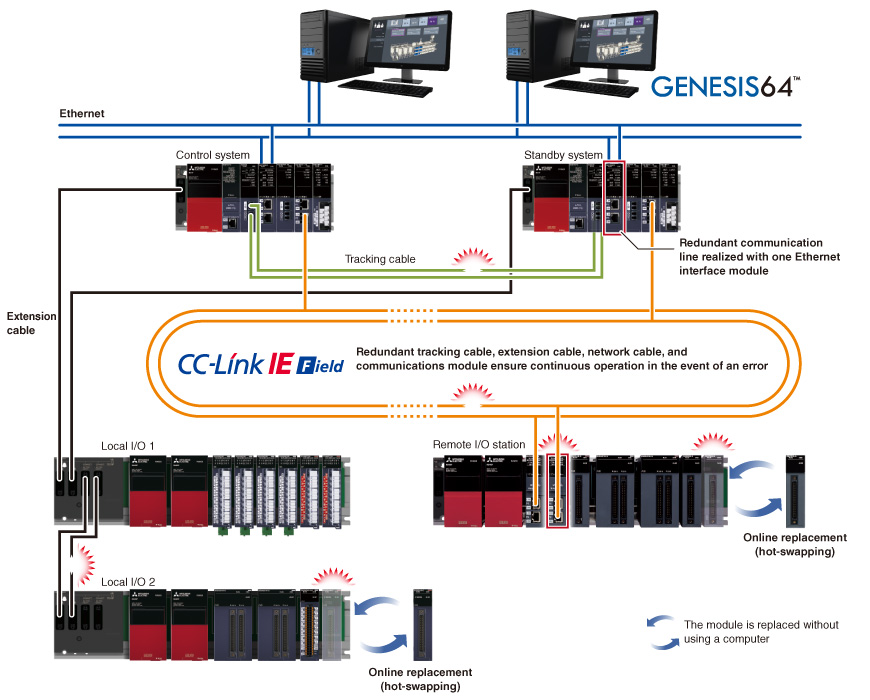 GENESIS64™
Ethernet
Control system
Standby system
Tracking cable
Redundant communication
line realized with one Ethernet
interface module
Extension
cable
CC-Link IE Field
Redundant tracking cable, extension cable, network cable, and
communications module ensure continuous operation in the event of an error
Local I/O 1
Remote I/O station
Online replacement
(hot-swapping)
Local I/O 2
The module is replaced without
using a computer
Online replacement
(hot-swapping)